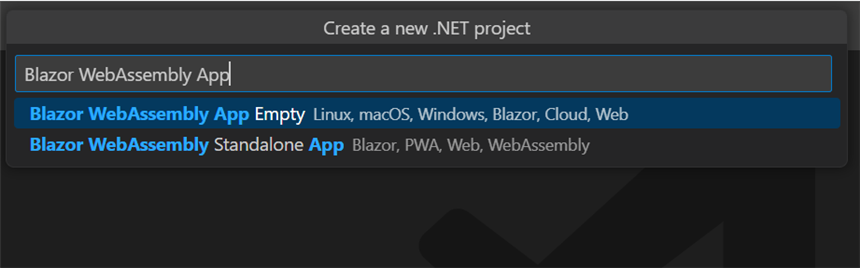 Create a new .NET project
Blazor WebAssembly App
Blazor WebAssembly App Empty Linux, macOS, Windows, Blazor, Cloud, Web
Blazor WebAssembly Standalone App Blazor, PWA, Web, WebAssembly